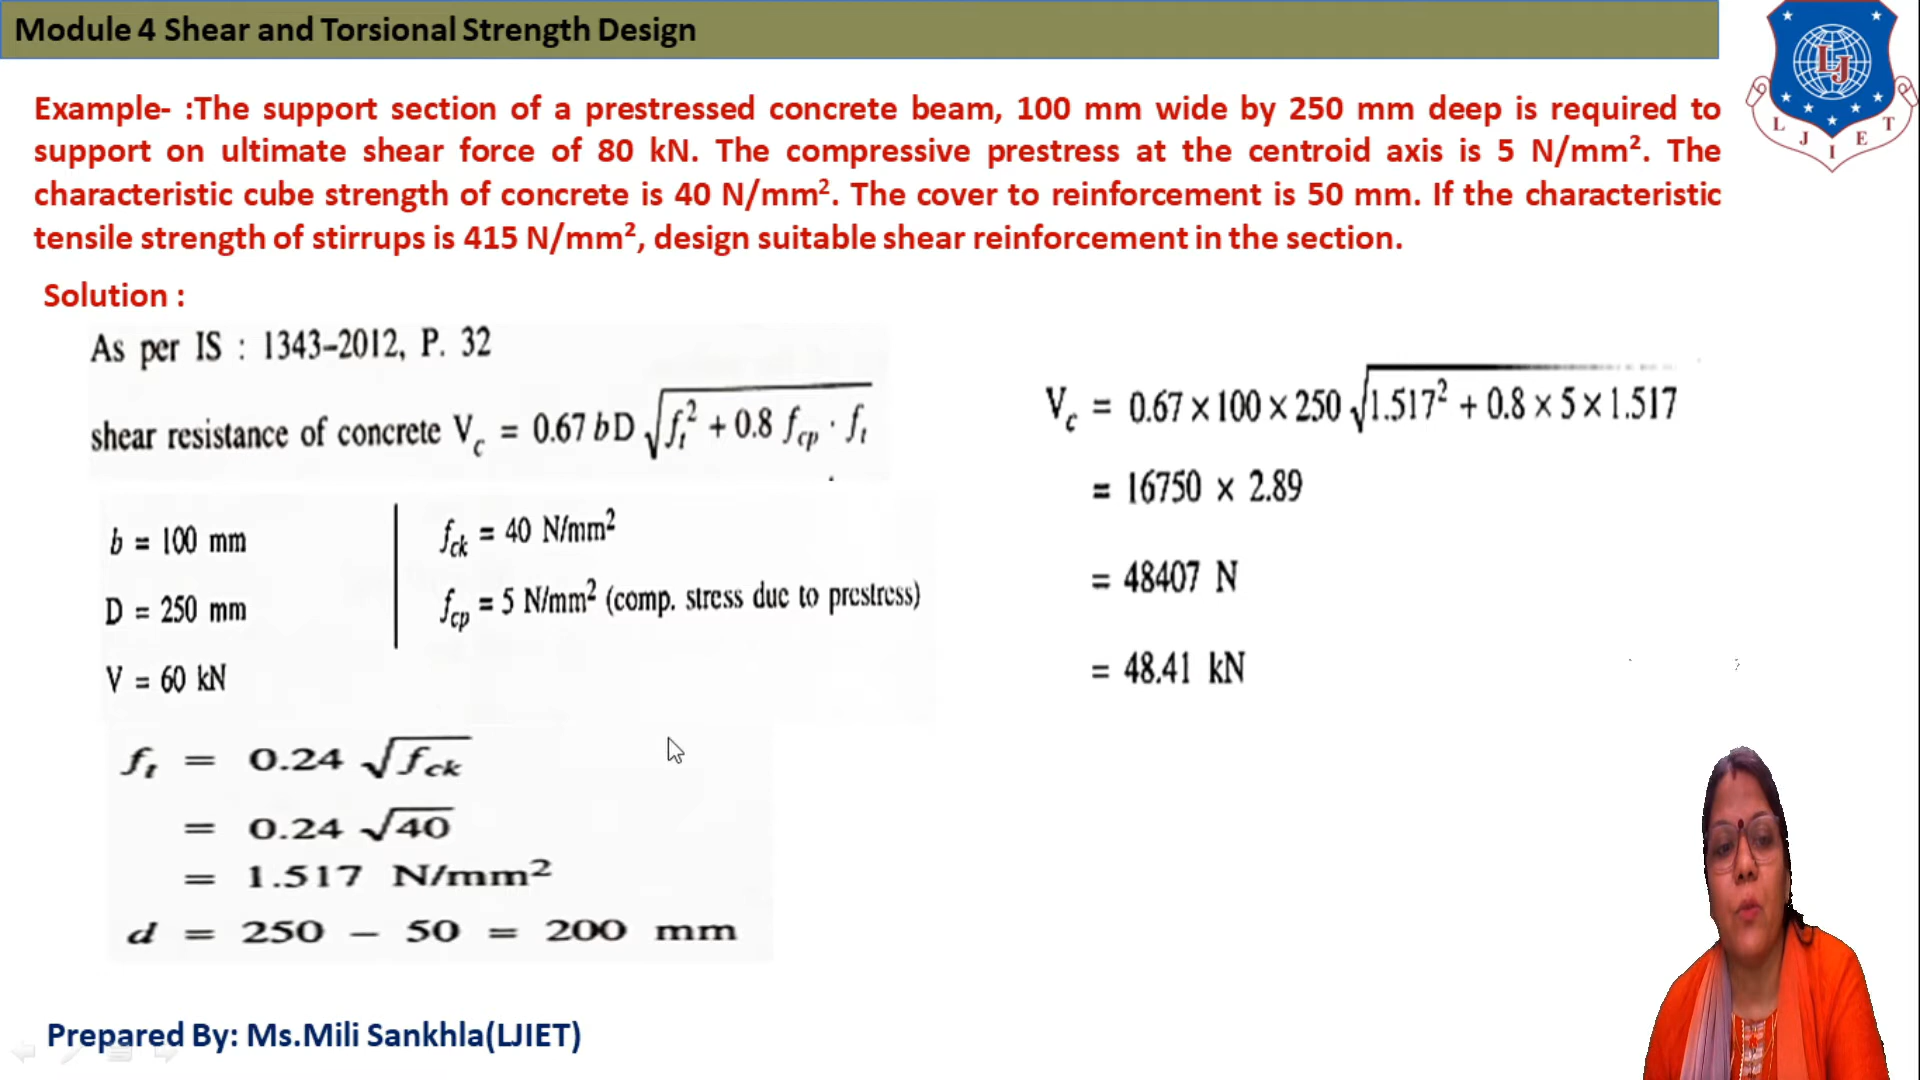 Module 4 Shear and Torsional Strength Design
Example- :The support section of a prestressed concrete beam, 100 mm wide by 250 mm deep is required to
support on ultimate shear force of 80 kN. The compressive prestress at the centroid axis is 5 N/mm². The
characteristic cube strength of concrete is 40 N/mm². The cover to reinforcement is 50 mm. If the characteristic
tensile strength of stirrups is 415 N/mm², design suitable shear reinforcement in the section.
Solution :
As per IS : 1343–2012, P. 32
shear resistance of concrete V_c = 0.67 bD √(f_t² + 0.8 f_cp · f_t)
b = 100 mm
D = 250 mm
V = 60 kN
f_ck = 40 N/mm²
f_cp = 5 N/mm² (comp. stress due to prestress)
f_t = 0.24 √f_ck
= 0.24 √40
= 1.517 N/mm²
d = 250 – 50 = 200 mm
V_c = 0.67 × 100 × 250 √(1.517² + 0.8 × 5 × 1.517)
= 16750 × 2.89
= 48407 N
= 48.41 kN
Prepared By: Ms.Mili Sankhla(LJIET)
LJ
L J I E T